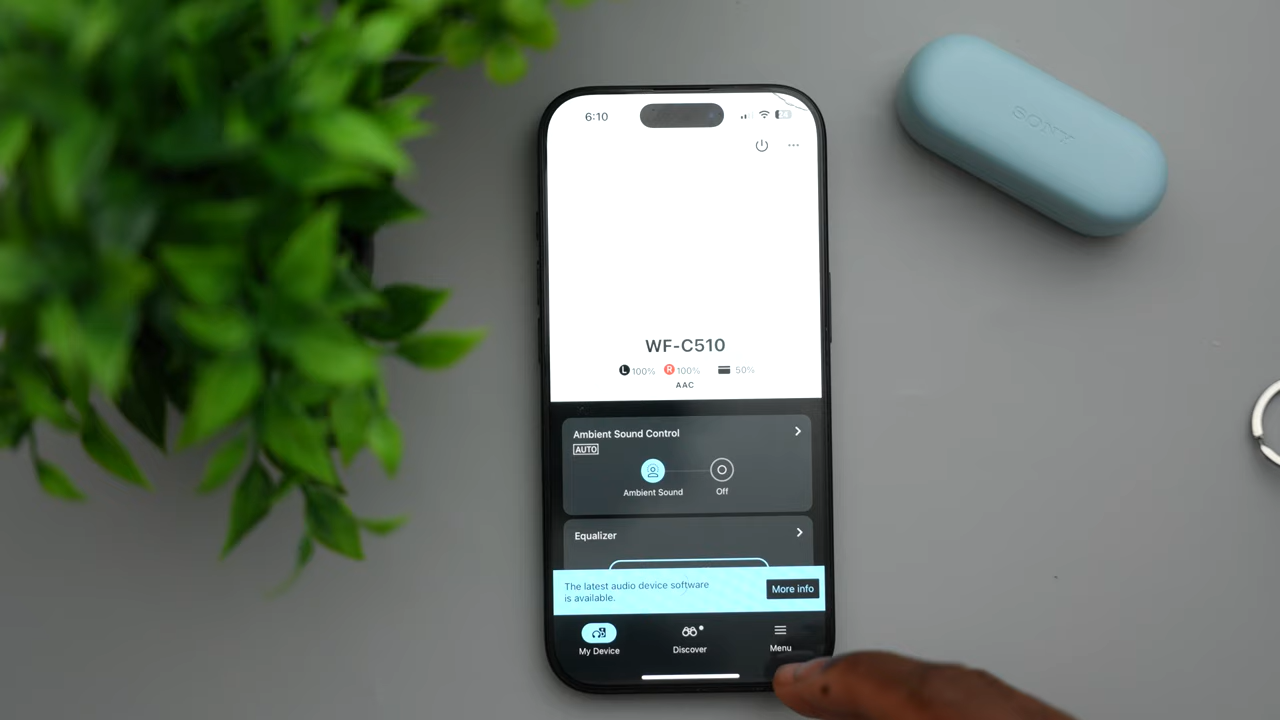 6:10
SONY
WF-C510
L 100% R 100% 50%
AAC
Ambient Sound Control
AUTO
Ambient Sound Off
Equalizer
The latest audio device software
is available.
More info
My Device Discover Menu